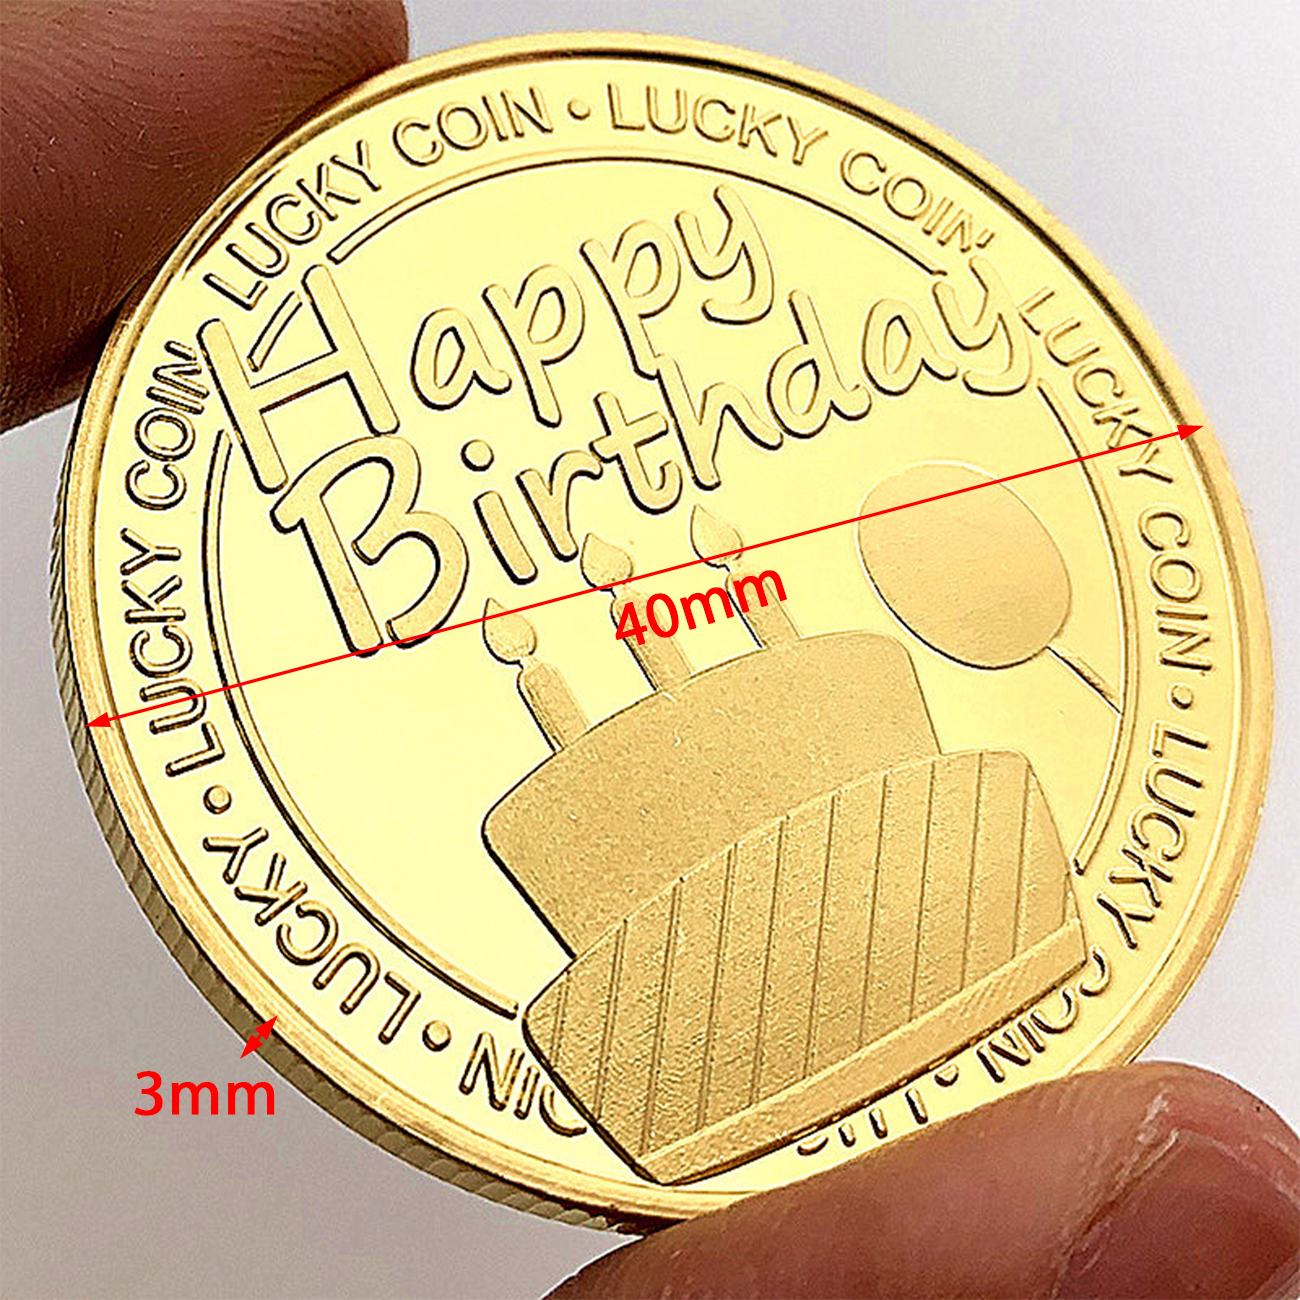 LUCKY COIN • LUCKY COIN • LUCKY COIN • LUCKY COIN • LUCKY • LUCKY COIN
Happy
Birthday
40mm
3mm